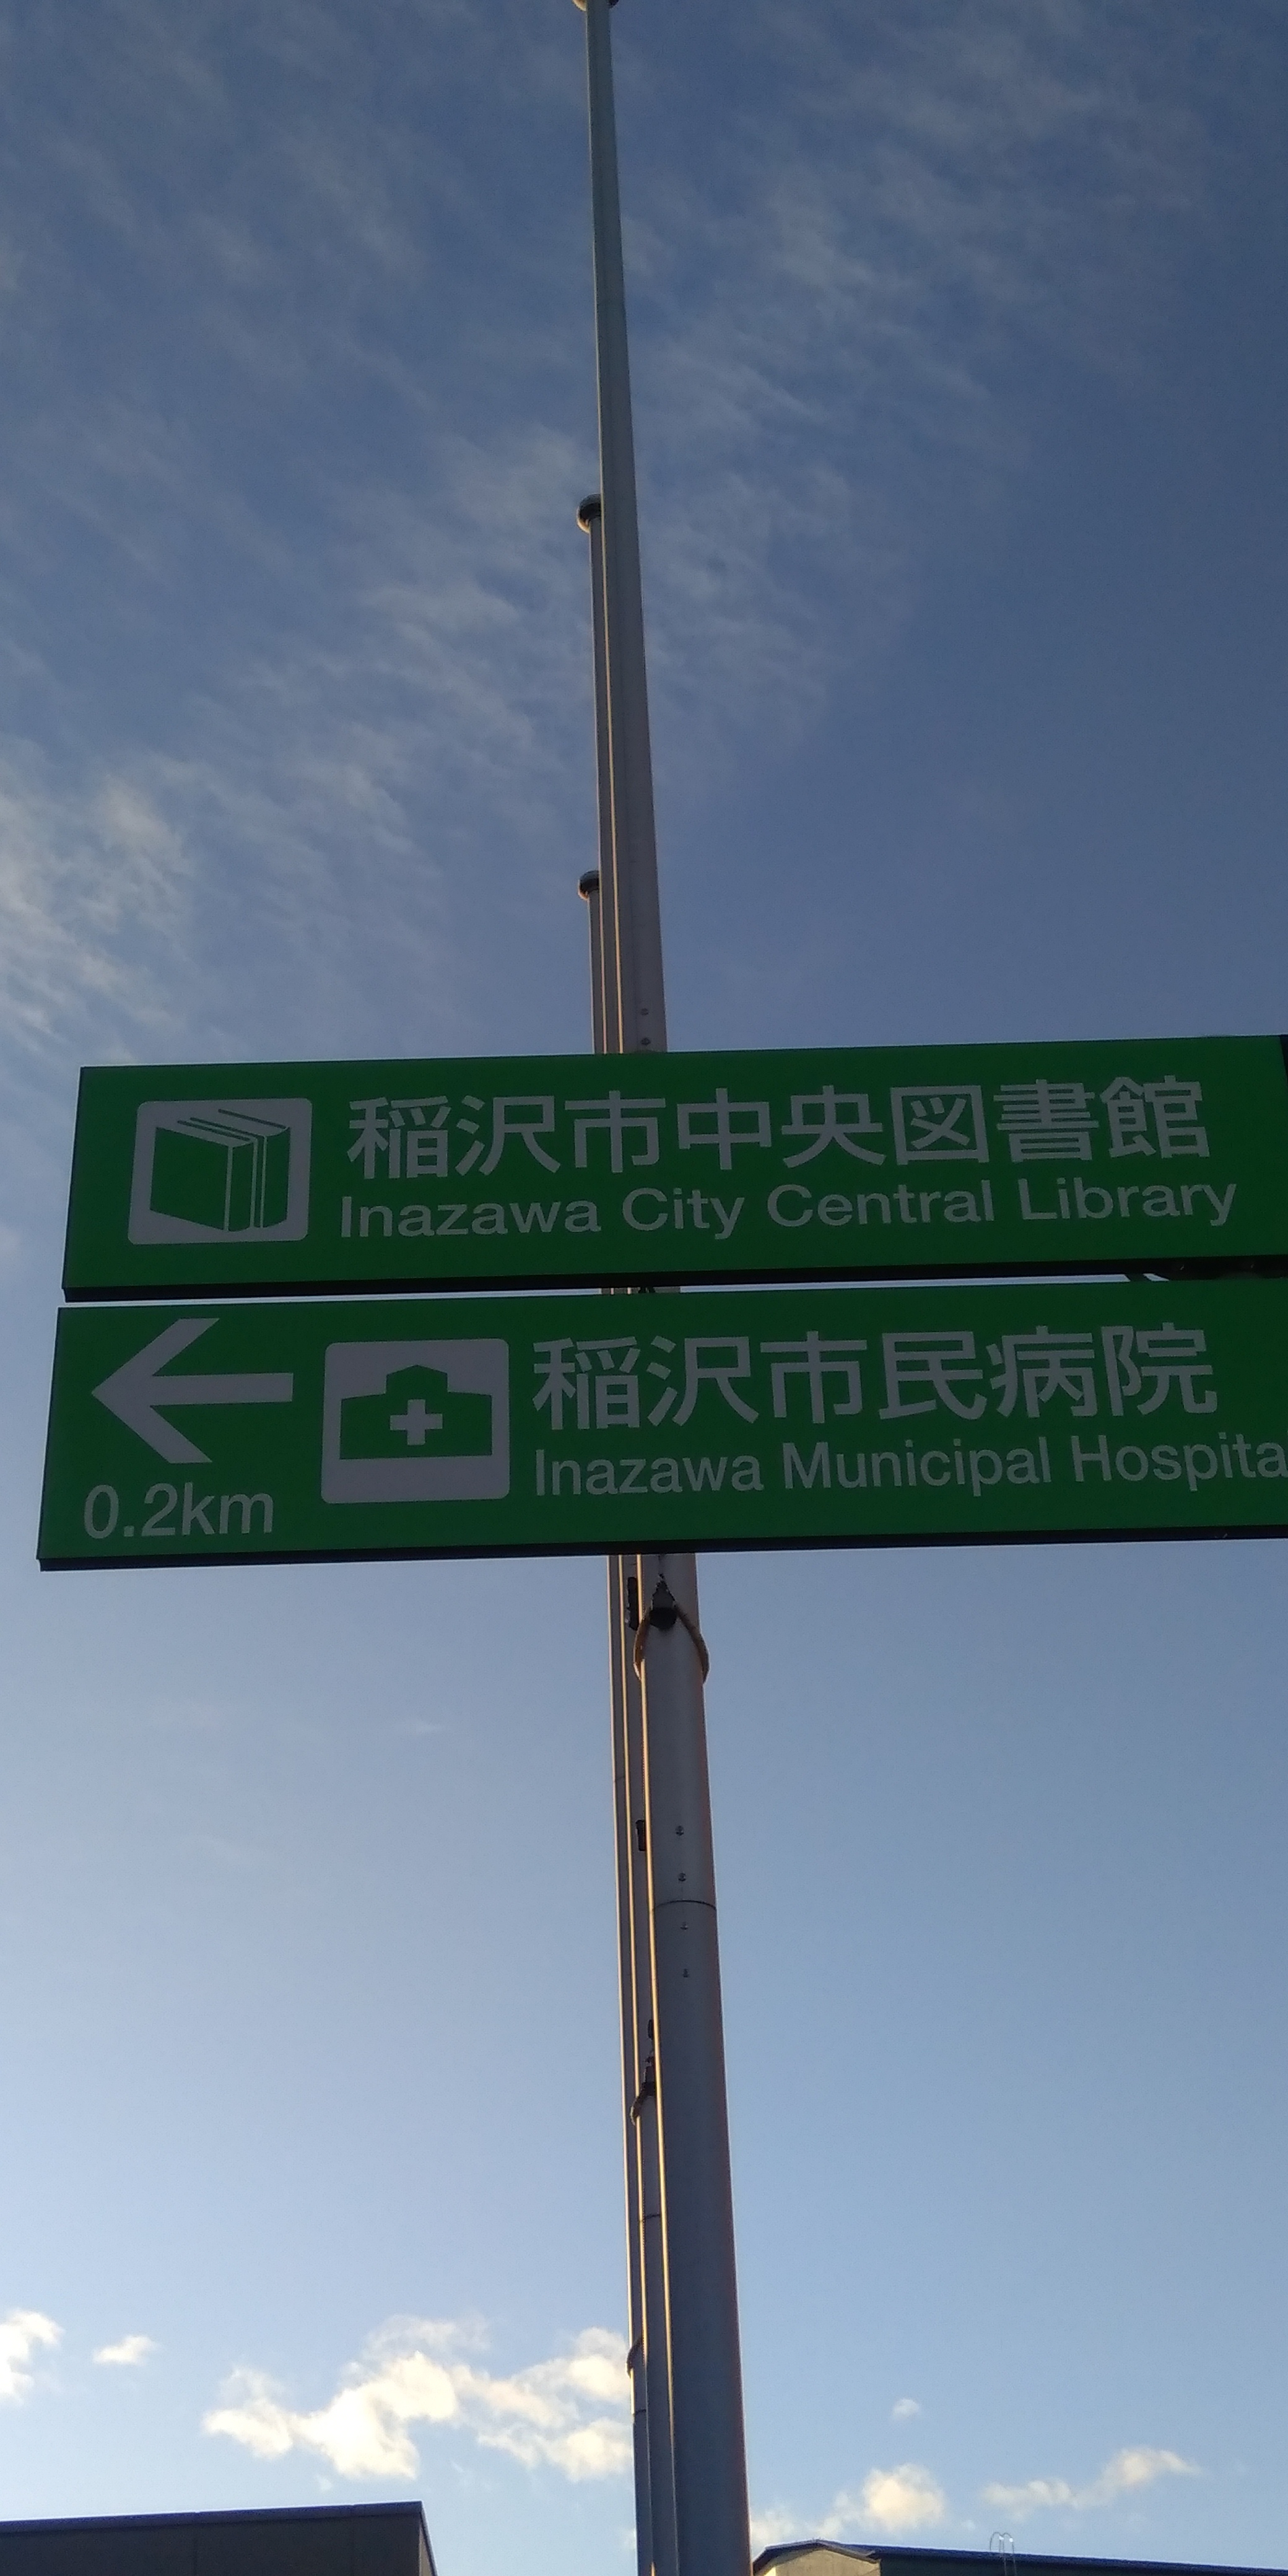 稲沢市中央図書館
Inazawa City Central Library
稲沢市民病院
Inazawa Municipal Hospita
0.2km